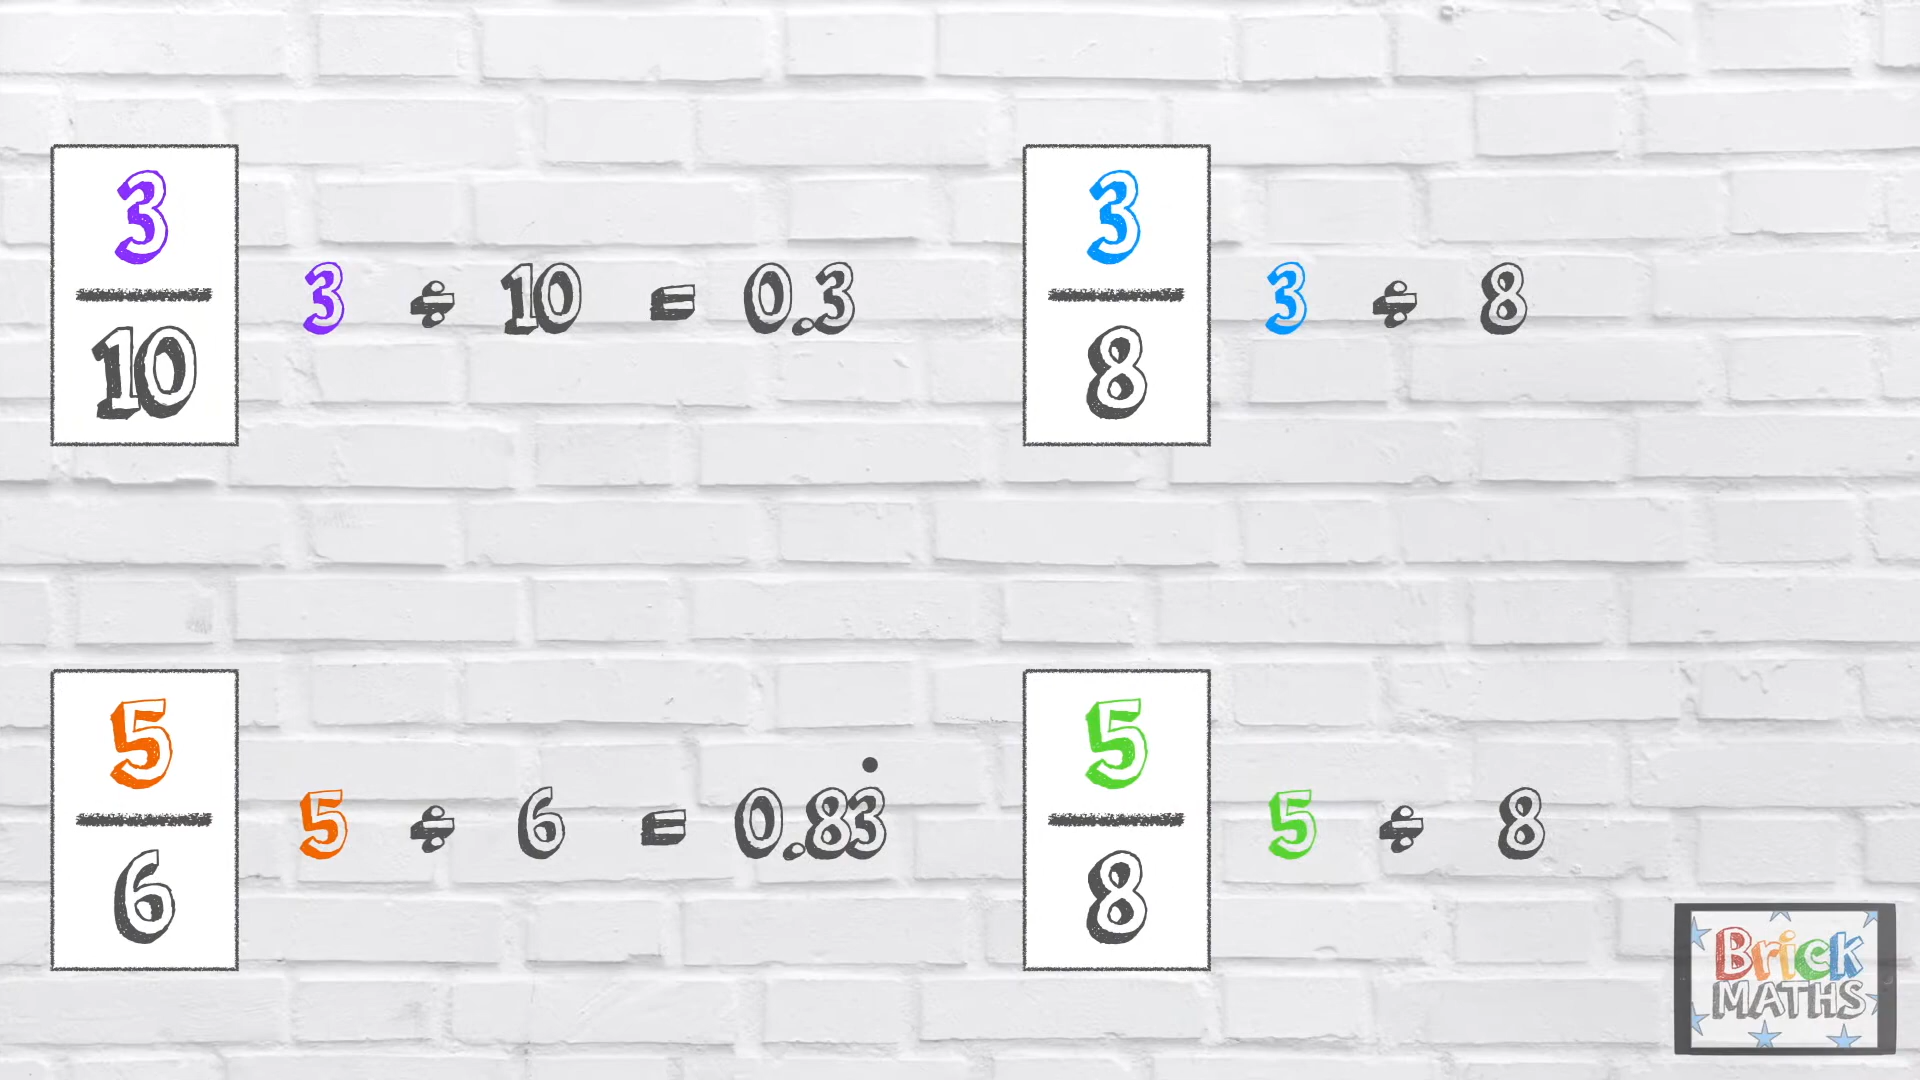 3
10
3 ÷ 10 = 0.3
3
8
3 ÷ 8
5
6
5 ÷ 6 = 0.83̇
5
8
5 ÷ 8
Brick
MATHS